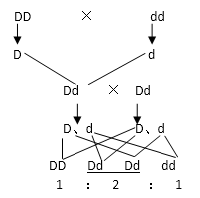 DD × dd
D d
Dd × Dd
D、 d D、 d
DD Dd Dd dd
1 : 2 : 1